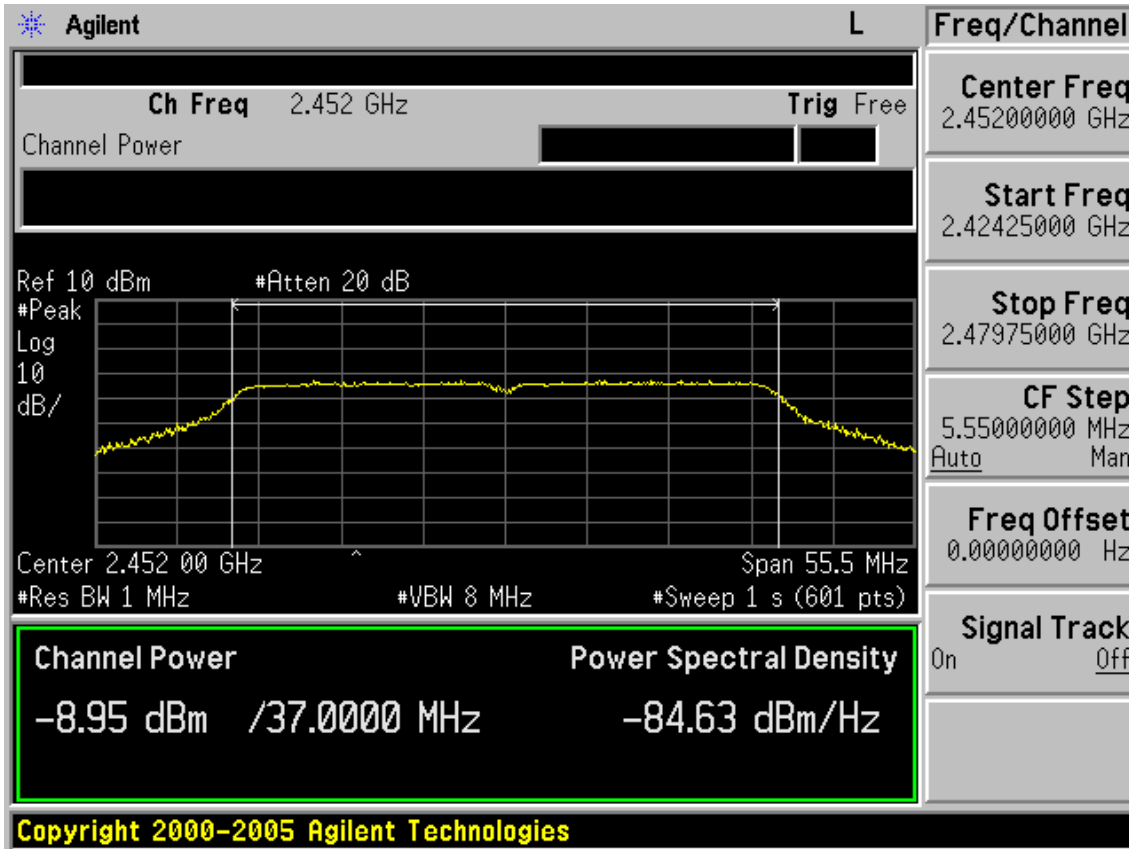 Agilent L
Freq/Channel
Ch Freq 2.452 GHz Trig Free
Channel Power
Ref 10 dBm #Atten 20 dB
#Peak
Log
10
dB/
Center 2.452 00 GHz ^ Span 55.5 MHz
#Res BW 1 MHz #VBW 8 MHz #Sweep 1 s (601 pts)
Channel Power Power Spectral Density
-8.95 dBm /37.0000 MHz -84.63 dBm/Hz
Copyright 2000-2005 Agilent Technologies
Center Freq
2.45200000 GHz
Start Freq
2.42425000 GHz
Stop Freq
2.47975000 GHz
CF Step
5.55000000 MHz
Auto Man
Freq Offset
0.00000000 Hz
Signal Track
On Off